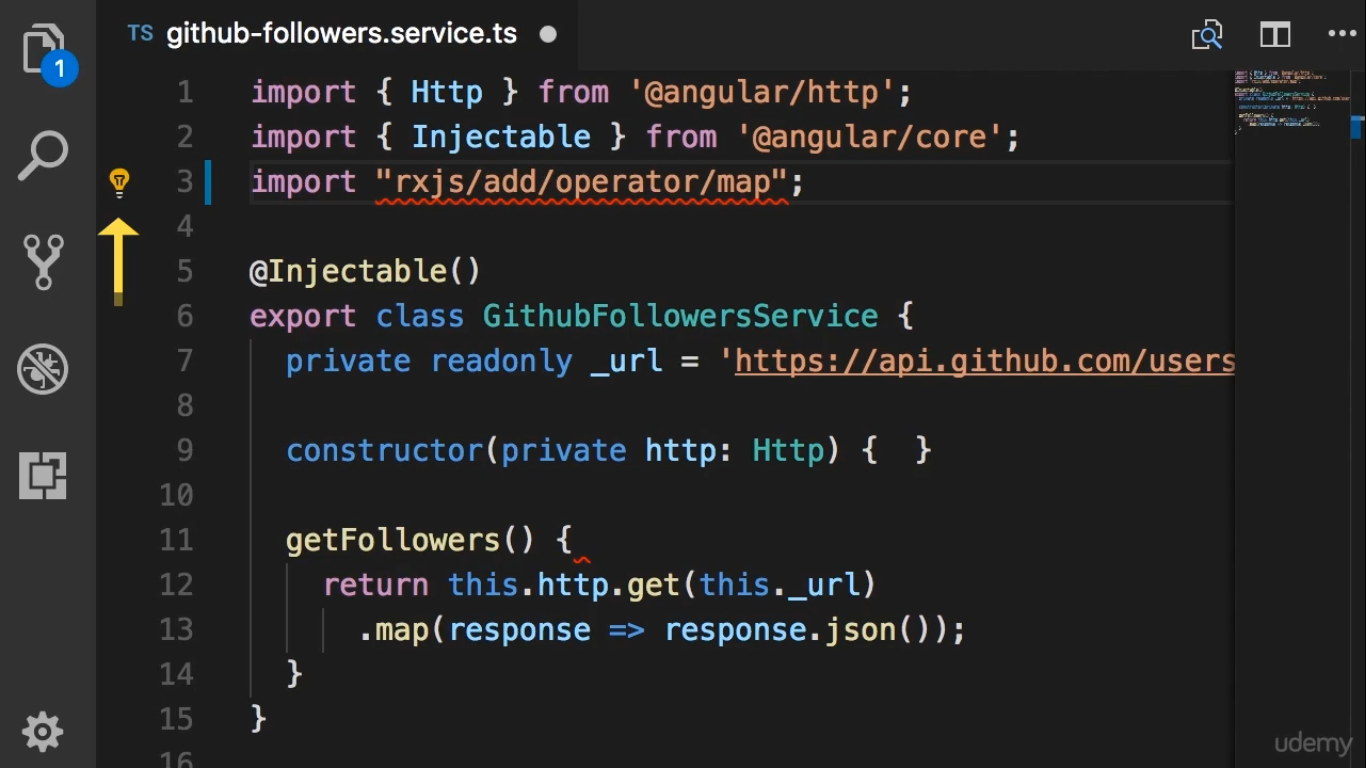 TS github-followers.service.ts
1
1 import { Http } from '@angular/http';
2 import { Injectable } from '@angular/core';
3 import "rxjs/add/operator/map";
4
5 @Injectable()
6 export class GithubFollowersService {
7 private readonly _url = 'https://api.github.com/users
8
9 constructor(private http: Http) { }
10
11 getFollowers() {
12 return this.http.get(this._url)
13 .map(response => response.json());
14 }
15 }
16
udemy